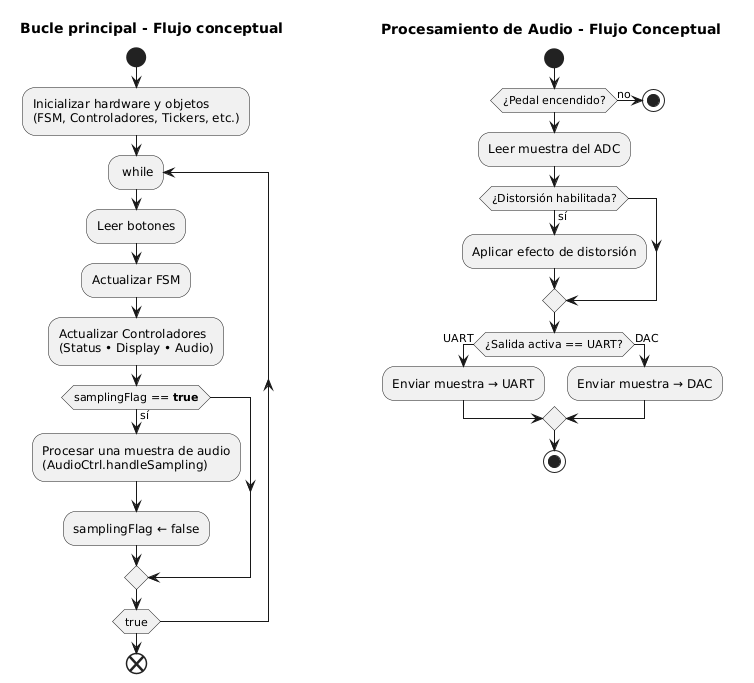 Bucle principal - Flujo conceptual
Inicializar hardware y objetos
(FSM, Controladores, Tickers, etc.)
while
Leer botones
Actualizar FSM
Actualizar Controladores
(Status • Display • Audio)
samplingFlag == true
sí
Procesar una muestra de audio
(AudioCtrl.handleSampling)
samplingFlag ← false
true
Procesamiento de Audio - Flujo Conceptual
¿Pedal encendido?
no
Leer muestra del ADC
¿Distorsión habilitada?
sí
Aplicar efecto de distorsión
UART
¿Salida activa == UART?
DAC
Enviar muestra → UART
Enviar muestra → DAC